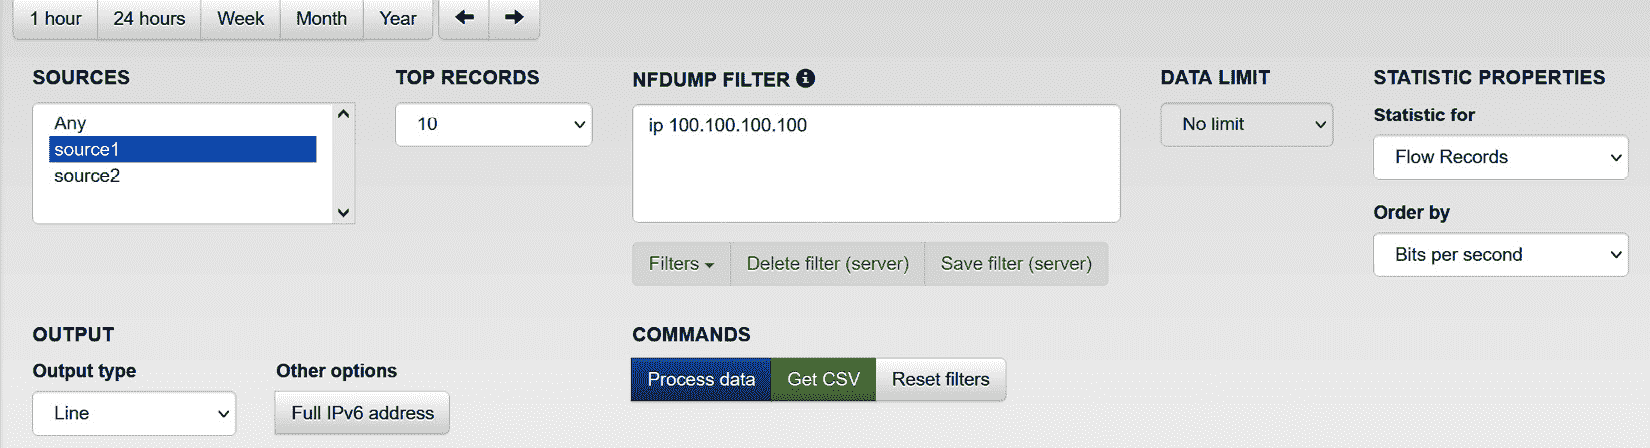 1 hour 24 hours Week Month Year
SOURCES
Any
source1
source2
TOP RECORDS
10
NFDUMP FILTER
ip 100.100.100.100
Filters Delete filter (server) Save filter (server)
DATA LIMIT
No limit
STATISTIC PROPERTIES
Statistic for
Flow Records
Order by
Bits per second
OUTPUT
Output type
Line
Other options
Full IPv6 address
COMMANDS
Process data Get CSV Reset filters